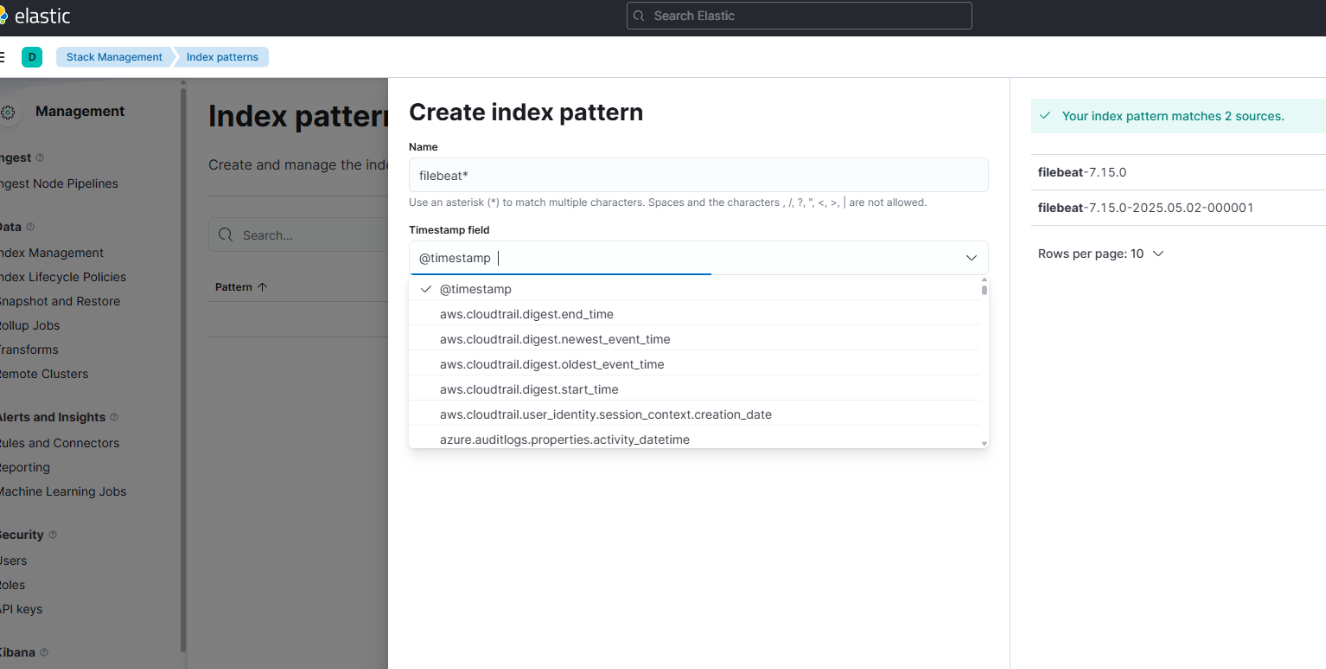 elastic
Search Elastic
D
Stack Management
Index patterns
Management
ngest
ngest Node Pipelines
Data
ndex Management
ndex Lifecycle Policies
Snapshot and Restore
Rollup Jobs
Transforms
Remote Clusters
Alerts and Insights
Rules and Connectors
Reporting
Machine Learning Jobs
Security
Users
Roles
API keys
Kibana
Index patter
Create and manage the inde
Search...
Pattern ↑
Create index pattern
Name
filebeat*
Use an asterisk (*) to match multiple characters. Spaces and the characters , /, ?, ", <, >, | are not allowed.
Timestamp field
@timestamp
@timestamp
aws.cloudtrail.digest.end_time
aws.cloudtrail.digest.newest_event_time
aws.cloudtrail.digest.oldest_event_time
aws.cloudtrail.digest.start_time
aws.cloudtrail.user_identity.session_context.creation_date
azure.auditlogs.properties.activity_datetime
Your index pattern matches 2 sources.
filebeat-7.15.0
filebeat-7.15.0-2025.05.02-000001
Rows per page: 10